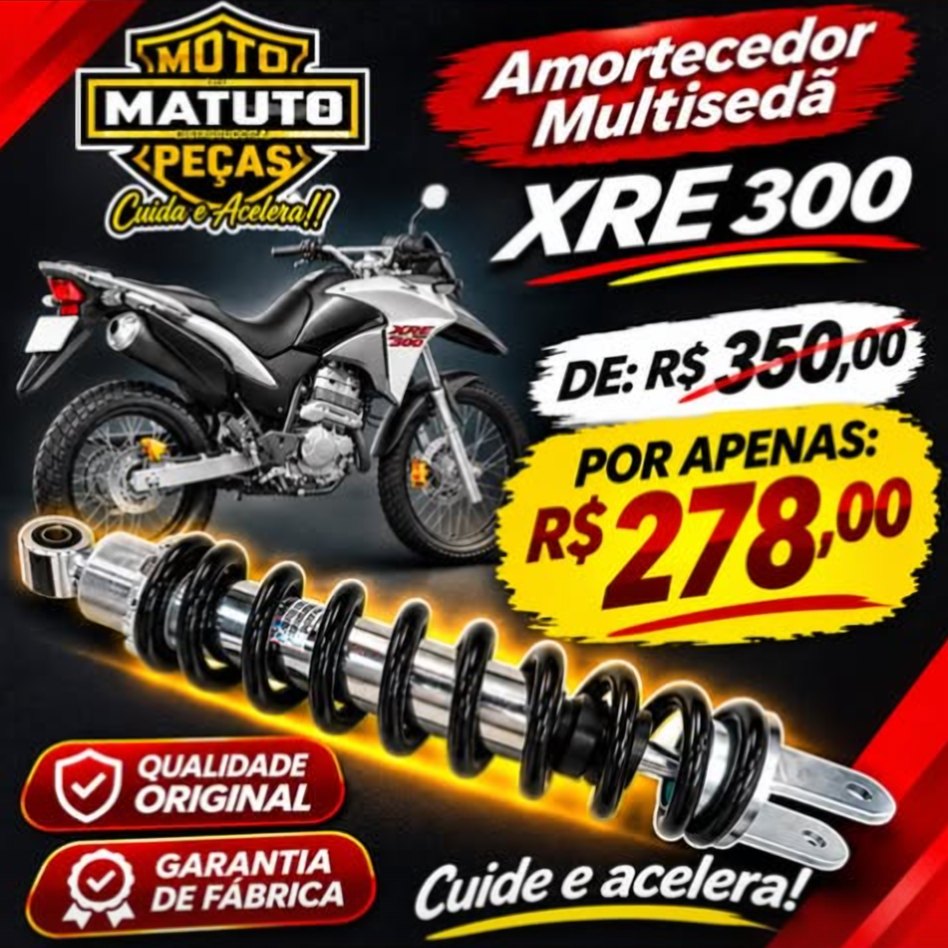 MOTO
MATUTO
PEÇAS
Cuida e Acelera!!
Amortecedor
Multisedã
XRE 300
XRE
300
DE: R$ 350,00
POR APENAS:
R$ 278,00
QUALIDADE
ORIGINAL
GARANTIA
DE FÁBRICA
Cuide e acelera!